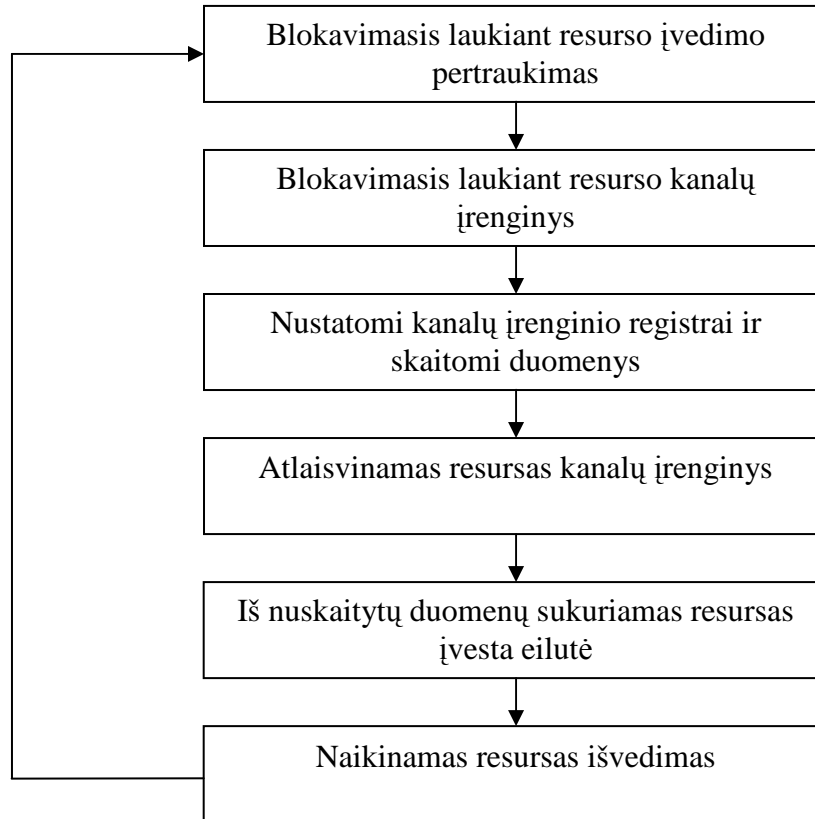 Blokavimasis laukiant resurso įvedimo
pertraukimas
Blokavimasis laukiant resurso kanalų
įrenginys
Nustatomi kanalų įrenginio registrai ir
skaitomi duomenys
Atlaisvinamas resursas kanalų įrenginys
Iš nuskaitytų duomenų sukuriamas resursas
įvesta eilutė
Naikinamas resursas išvedimas